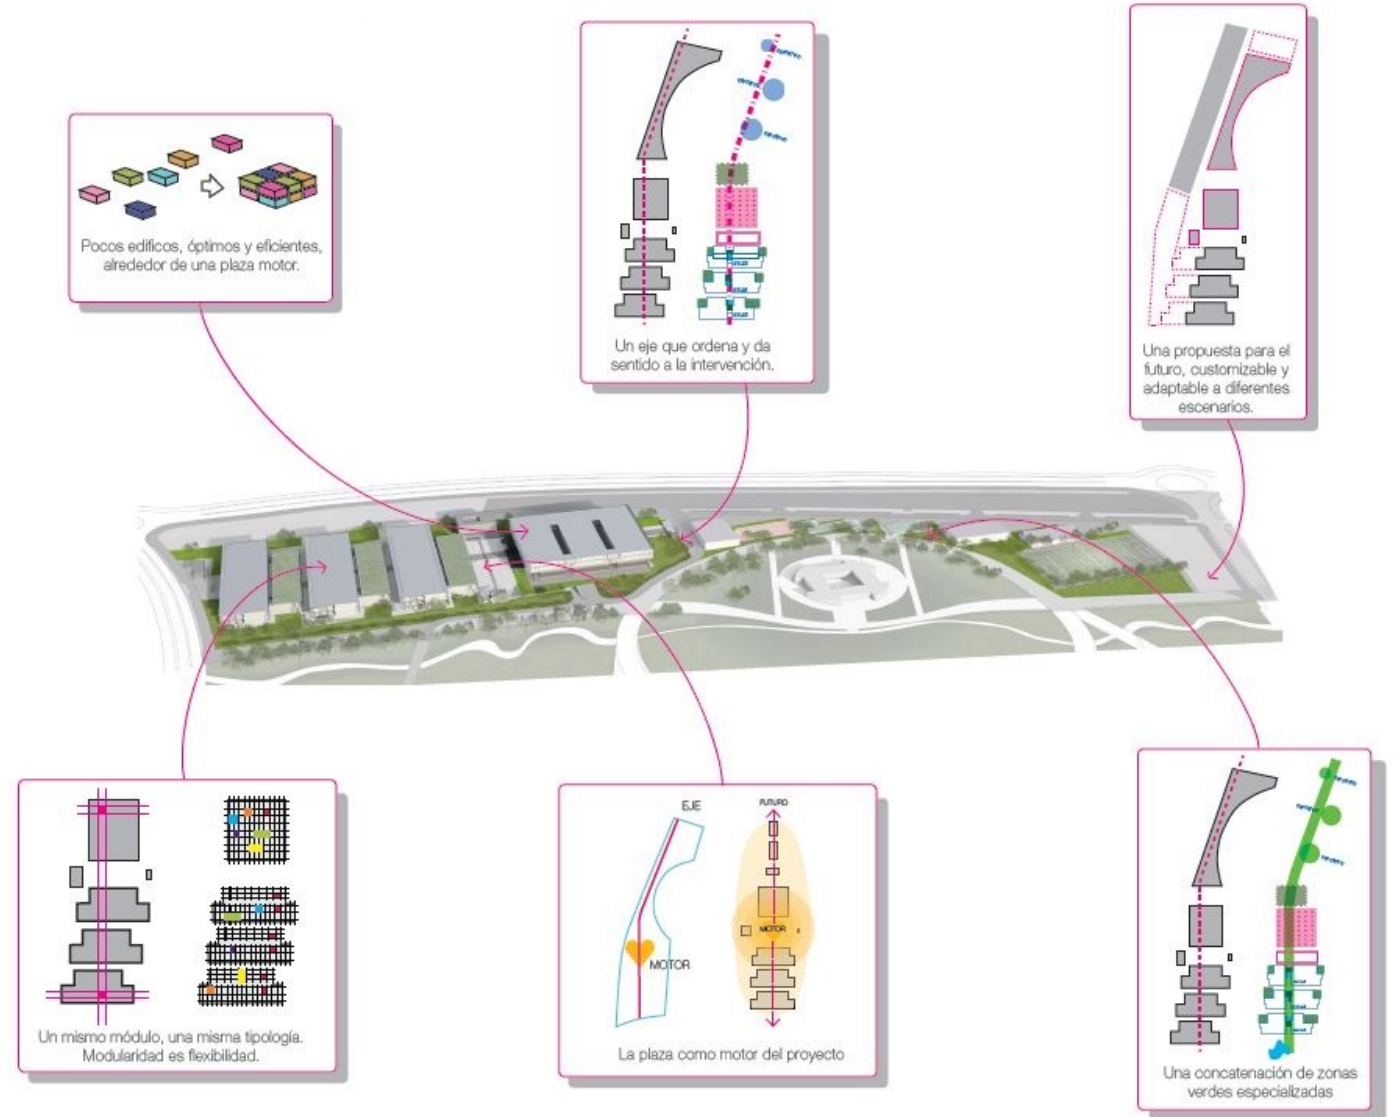 Pocos edificos, óptimos y eficientes,
alrededor de una plaza motor.
Un eje que ordena y da
sentido a la intervención.
Una propuesta para el
futuro, customizable y
adaptable a diferentes
escenarios.
Un mismo módulo, una misma tipología.
Modularidad es flexibilidad.
EJE
MOTOR
FUTURO
MOTOR
La plaza como motor del proyecto
Una concatenación de zonas
verdes especializadas